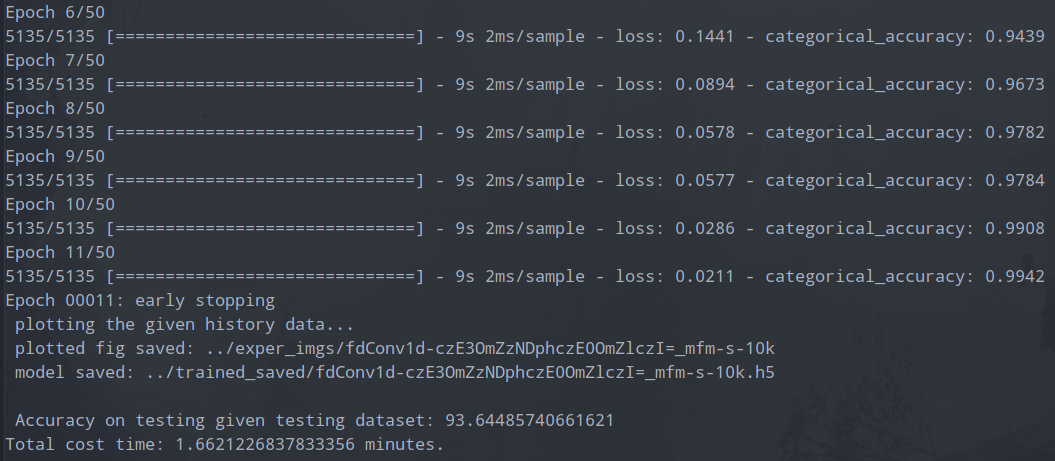 Epoch 6/50
5135/5135 [==============================] - 9s 2ms/sample - loss: 0.1441 - categorical_accuracy: 0.9439
Epoch 7/50
5135/5135 [==============================] - 9s 2ms/sample - loss: 0.0894 - categorical_accuracy: 0.9673
Epoch 8/50
5135/5135 [==============================] - 9s 2ms/sample - loss: 0.0578 - categorical_accuracy: 0.9782
Epoch 9/50
5135/5135 [==============================] - 9s 2ms/sample - loss: 0.0577 - categorical_accuracy: 0.9784
Epoch 10/50
5135/5135 [==============================] - 9s 2ms/sample - loss: 0.0286 - categorical_accuracy: 0.9908
Epoch 11/50
5135/5135 [==============================] - 9s 2ms/sample - loss: 0.0211 - categorical_accuracy: 0.9942
Epoch 00011: early stopping
plotting the given history data...
plotted fig saved: ../exper_imgs/fdConv1d-czE3OmZzNDphczE0OmZlczI=_mfm-s-10k
model saved: ../trained_saved/fdConv1d-czE3OmZzNDphczE0OmZlczI=_mfm-s-10k.h5
Accuracy on testing given testing dataset: 93.64485740661621
Total cost time: 1.6621226837833356 minutes.